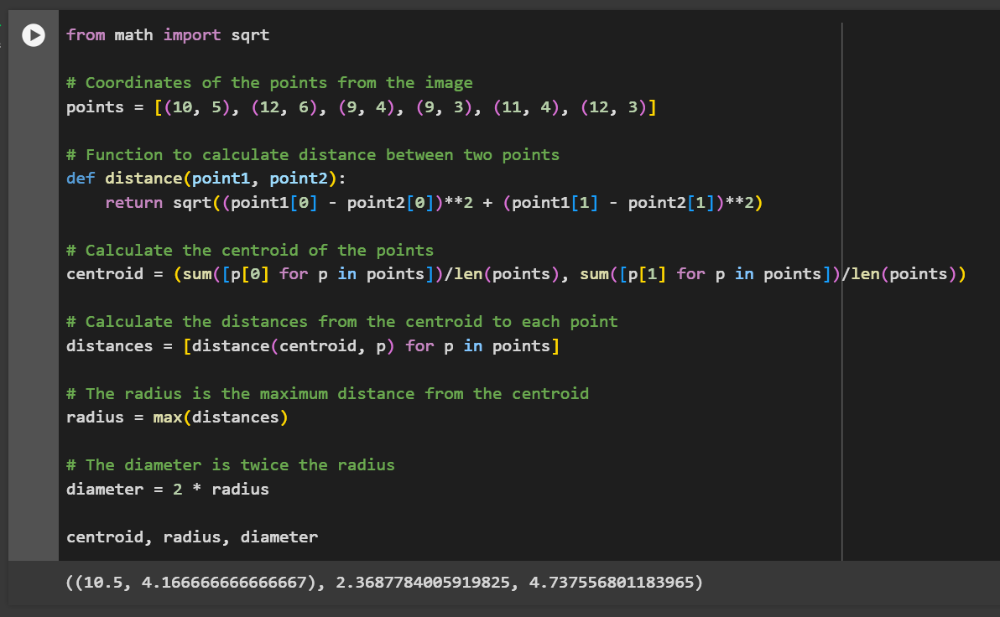 from math import sqrt
# Coordinates of the points from the image
points = [(10, 5), (12, 6), (9, 4), (9, 3), (11, 4), (12, 3)]
# Function to calculate distance between two points
def distance(point1, point2):
    return sqrt((point1[0] - point2[0])**2 + (point1[1] - point2[1])**2)
# Calculate the centroid of the points
centroid = (sum([p[0] for p in points])/len(points), sum([p[1] for p in points])/len(points))
# Calculate the distances from the centroid to each point
distances = [distance(centroid, p) for p in points]
# The radius is the maximum distance from the centroid
radius = max(distances)
# The diameter is twice the radius
diameter = 2 * radius
centroid, radius, diameter
((10.5, 4.166666666666667), 2.3687784005919825, 4.737556801183965)